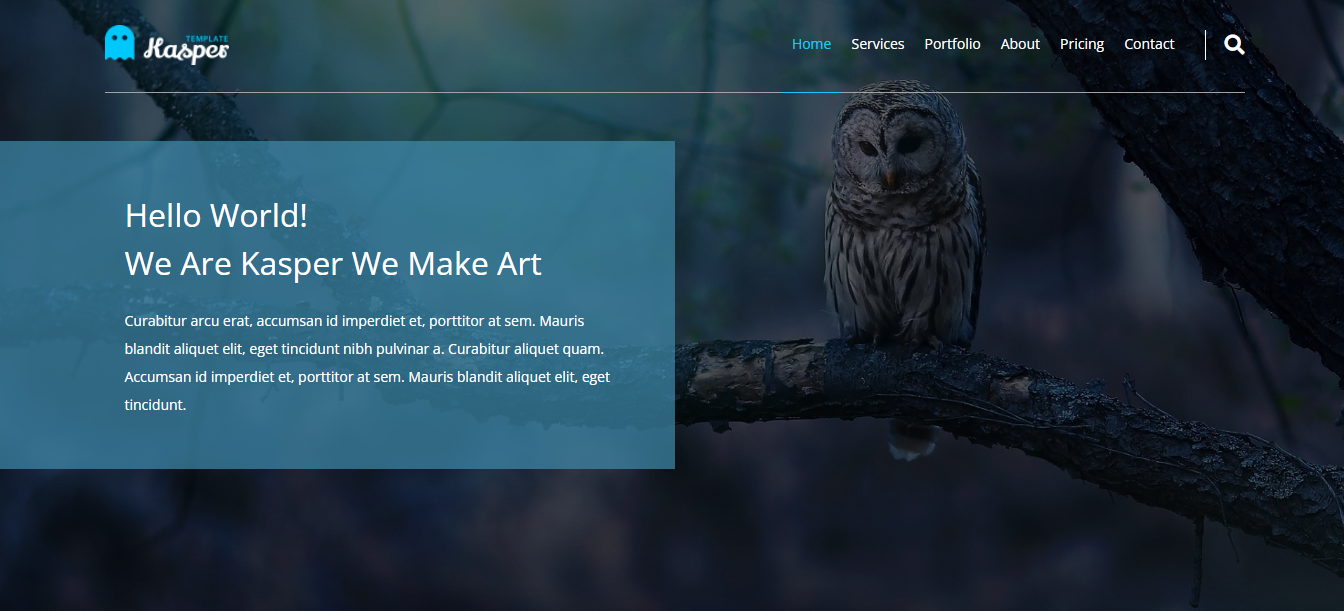 TEMPLATE
Kasper
Home Services Portfolio About Pricing Contact
Hello World!
We Are Kasper We Make Art
Curabitur arcu erat, accumsan id imperdiet et, porttitor at sem. Mauris
blandit aliquet elit, eget tincidunt nibh pulvinar a. Curabitur aliquet quam.
Accumsan id imperdiet et, porttitor at sem. Mauris blandit aliquet elit, eget
tincidunt.